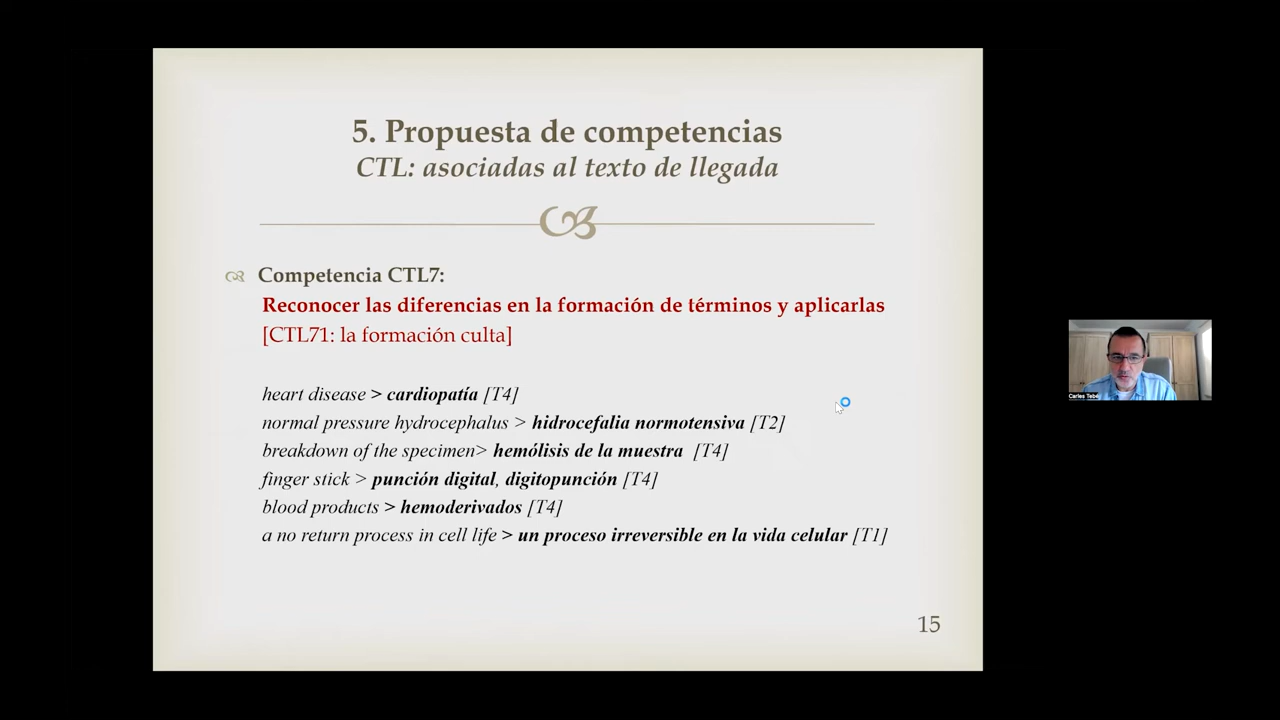 5. Propuesta de competencias
CTL: asociadas al texto de llegada
Competencia CTL7:
Reconocer las diferencias en la formación de términos y aplicarlas
[CTL71: la formación culta]
heart disease > cardiopatía [T4]
normal pressure hydrocephalus > hidrocefalia normotensiva [T2]
breakdown of the specimen> hemólisis de la muestra [T4]
finger stick > punción digital, digitopunción [T4]
blood products > hemoderivados [T4]
a no return process in cell life > un proceso irreversible en la vida celular [T1]
15
Carles Tebé